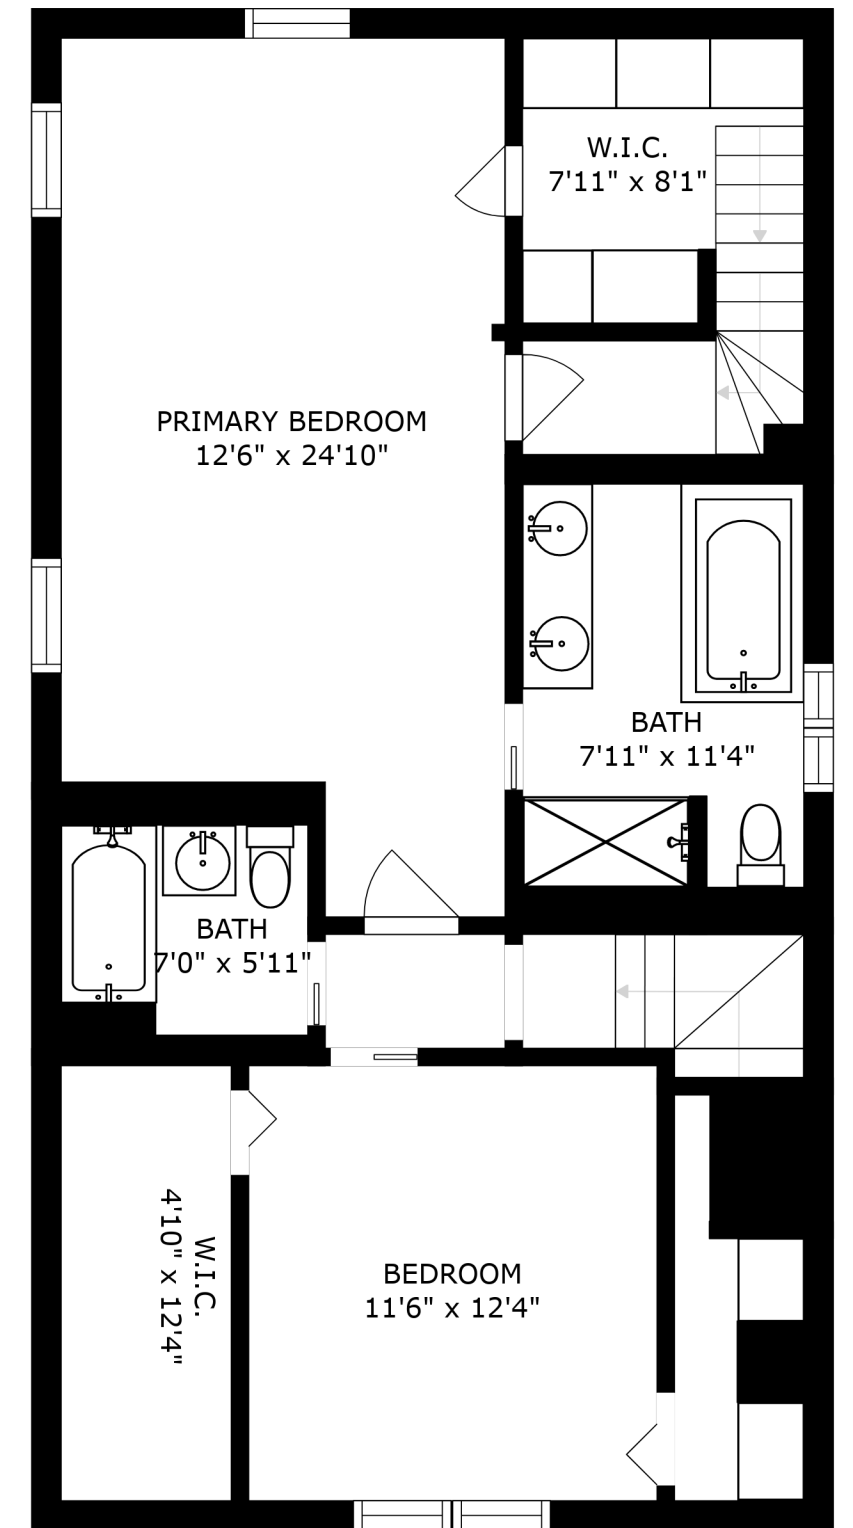 W.I.C.
7'11" x 8'1"
PRIMARY BEDROOM
12'6" x 24'10"
BATH
7'11" x 11'4"
BATH
7'0" x 5'11"
W.I.C.
4'10" x 12'4"
BEDROOM
11'6" x 12'4"